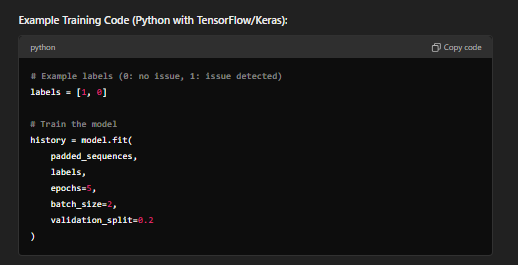 Example Training Code (Python with TensorFlow/Keras):
python
Copy code
# Example labels (0: no issue, 1: issue detected)
labels = [1, 0]
# Train the model
history = model.fit(
    padded_sequences,
    labels,
    epochs=5,
    batch_size=2,
    validation_split=0.2
)